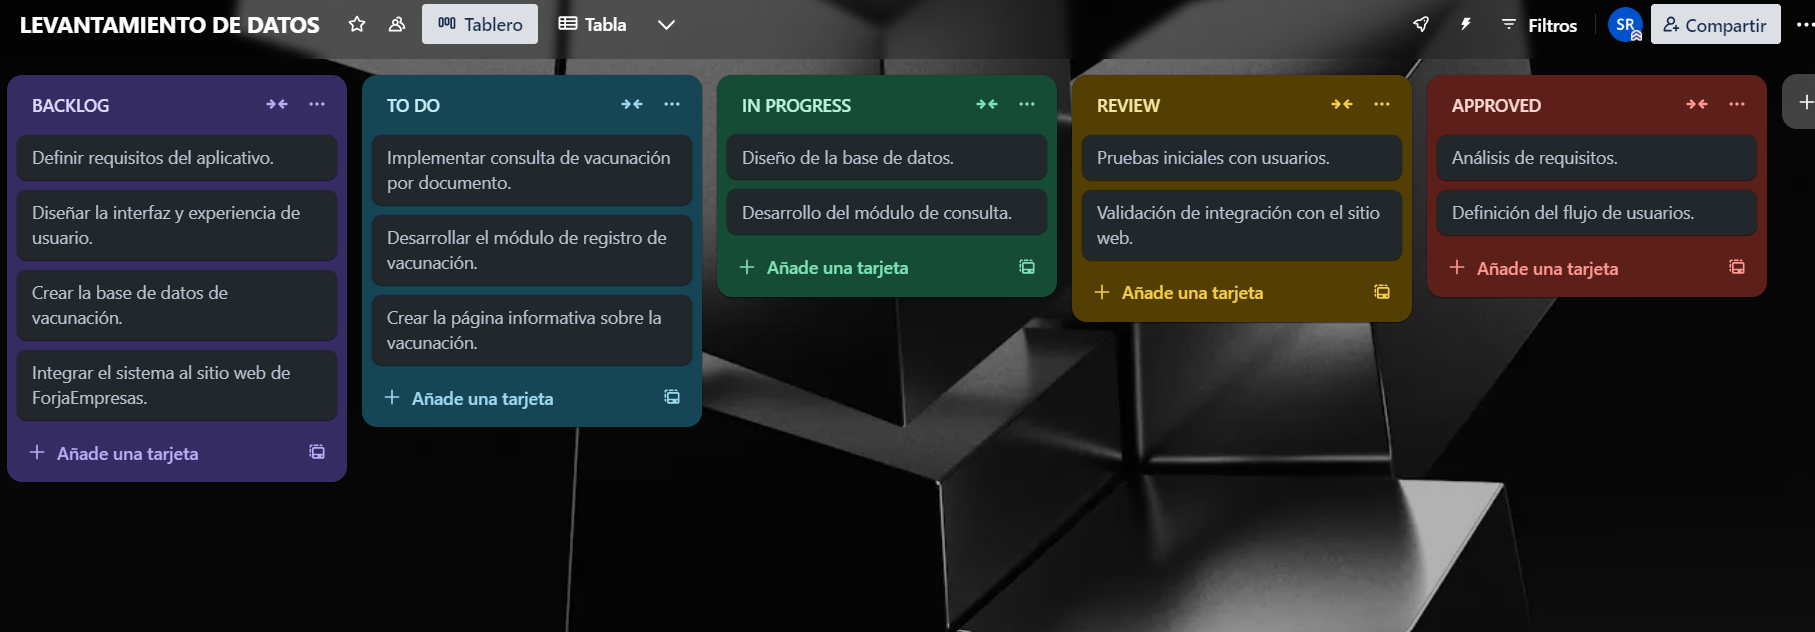 LEVANTAMIENTO DE DATOS
Tablero
Tabla
Filtros
SR
Compartir
BACKLOG
Definir requisitos del aplicativo.
Diseñar la interfaz y experiencia de
usuario.
Crear la base de datos de
vacunación.
Integrar el sistema al sitio web de
ForjaEmpresas.
+ Añade una tarjeta
TO DO
Implementar consulta de vacunación
por documento.
Desarrollar el módulo de registro de
vacunación.
Crear la página informativa sobre la
vacunación.
+ Añade una tarjeta
IN PROGRESS
Diseño de la base de datos.
Desarrollo del módulo de consulta.
+ Añade una tarjeta
REVIEW
Pruebas iniciales con usuarios.
Validación de integración con el sitio
web.
+ Añade una tarjeta
APPROVED
Análisis de requisitos.
Definición del flujo de usuarios.
+ Añade una tarjeta